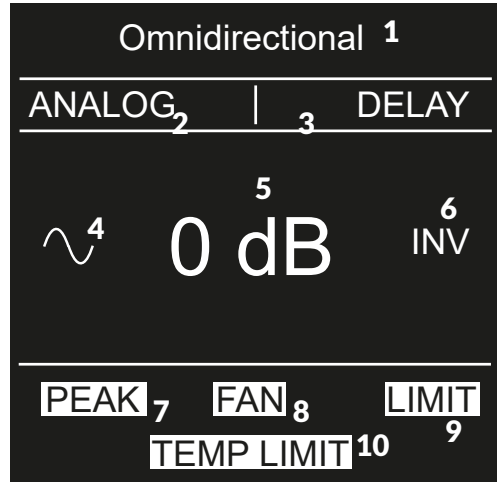 Omnidirectional 1
ANALOG 2 | 3 DELAY
5
4 0 dB 6 INV
PEAK 7 FAN 8 LIMIT 9
TEMP LIMIT 10